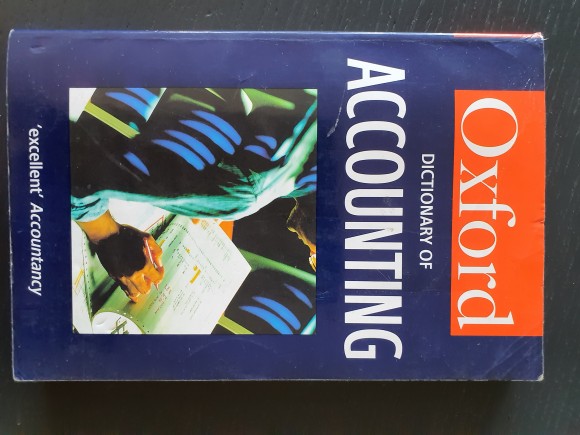 Oxford
DICTIONARY OF
ACCOUNTING
'excellent' Accountancy